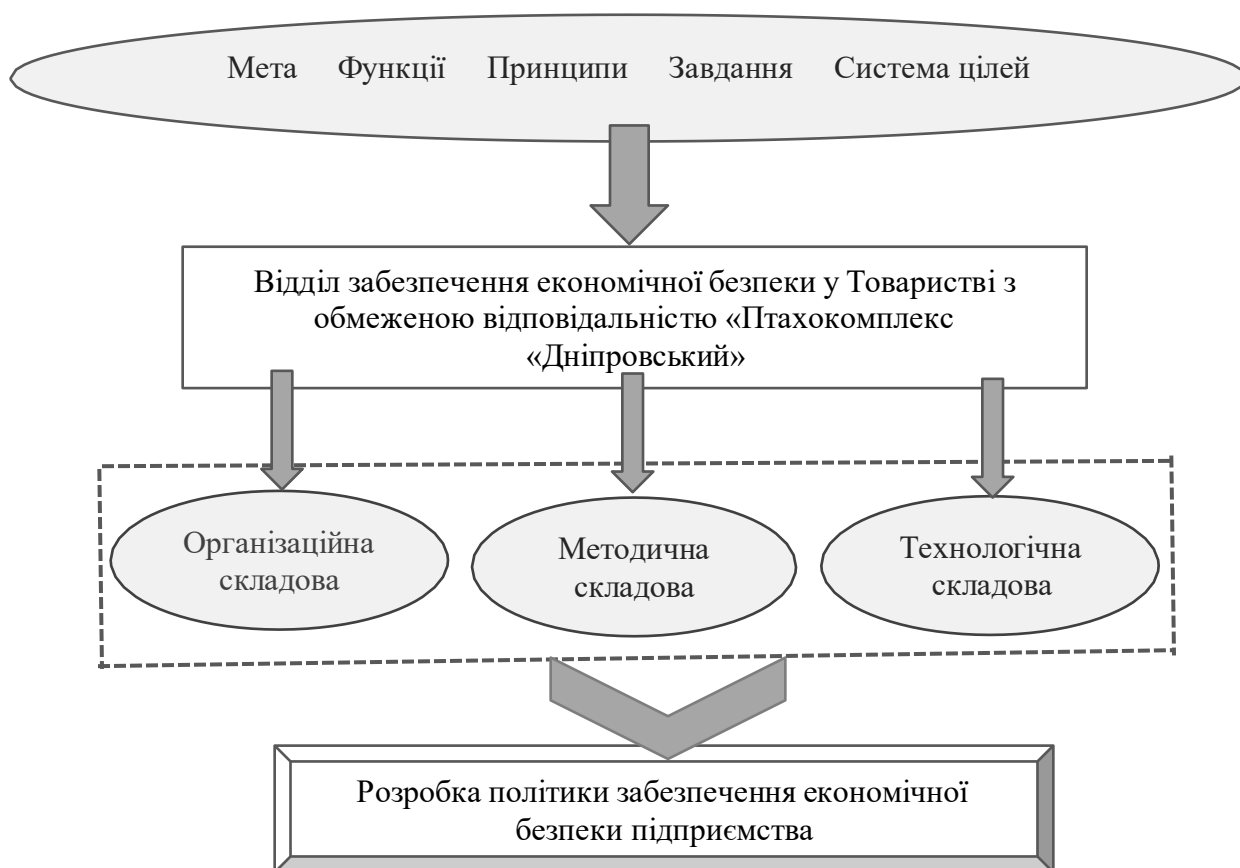 Мета Функції Принципи Завдання Система цілей
Відділ забезпечення економічної безпеки у Товаристві з
обмеженою відповідальністю «Птахокомплекс
«Дніпровський»
Організаційна
складова
Методична
складова
Технологічна
складова
Розробка політики забезпечення економічної
безпеки підприємства